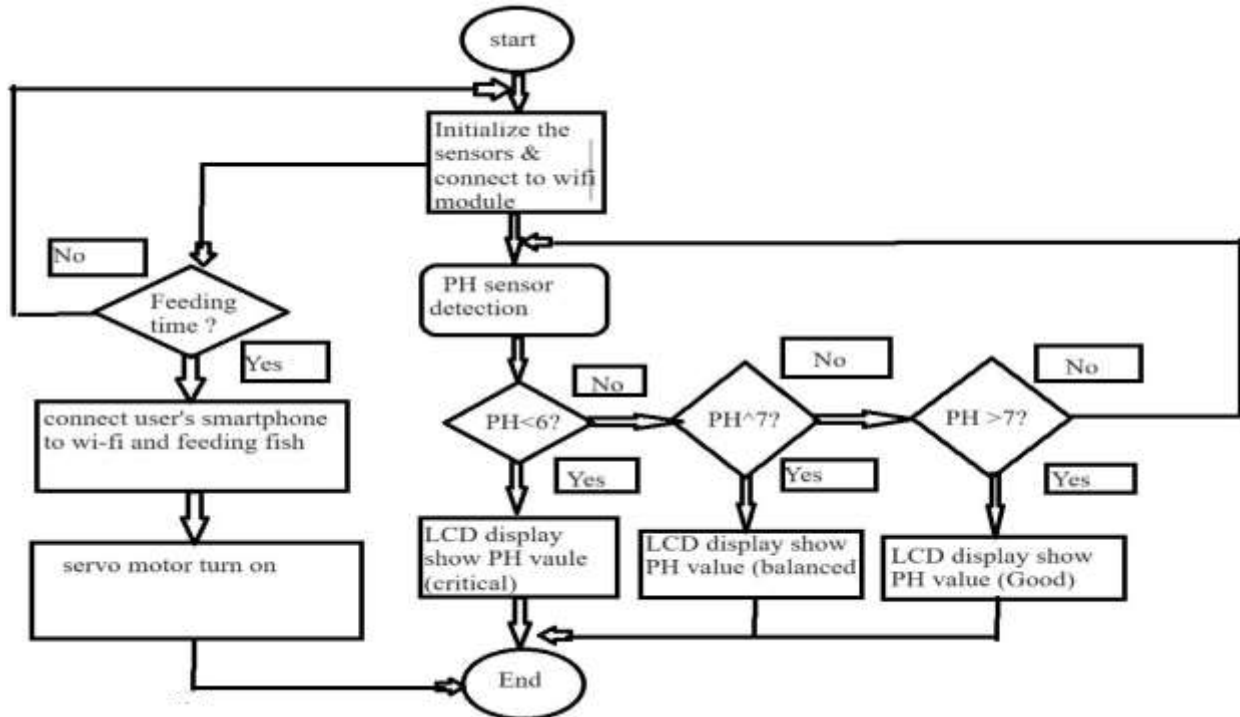 start
Initialize the
sensors &
connect to wifi
module
No
Feeding
time ?
Yes
connect user's smartphone
to wi-fi and feeding fish
servo motor turn on
PH sensor
detection
PH<6?
No
Yes
LCD display
show PH vaule
(critical)
PH^7?
No
Yes
LCD display show
PH value (balanced
PH >7?
No
Yes
LCD display show
PH value (Good)
End